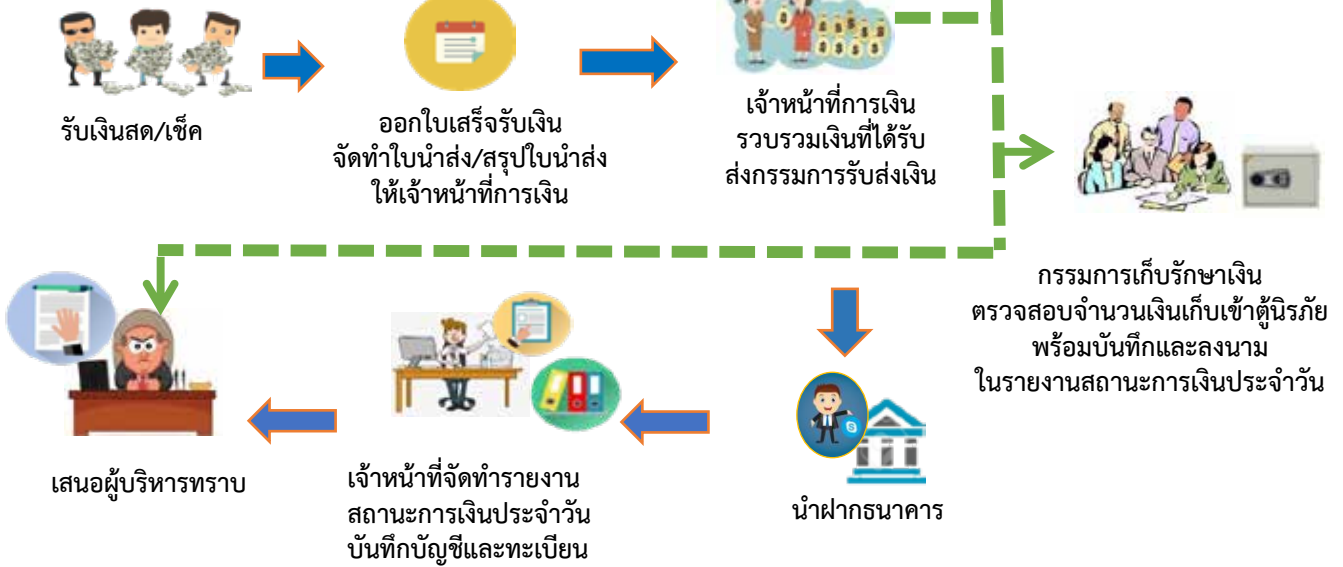 รับเงินสด/เช็ค
ออกใบเสร็จรับเงิน
จัดทำใบนำส่ง/สรุปใบนำส่ง
ให้เจ้าหน้าที่การเงิน
เจ้าหน้าที่การเงิน
รวบรวมเงินที่ได้รับ
ส่งกรรมการรับส่งเงิน
กรรมการเก็บรักษาเงิน
ตรวจสอบจำนวนเงินเก็บเข้าตู้นิรภัย
พร้อมบันทึกและลงนาม
ในรายงานสถานะการเงินประจำวัน
นำฝากธนาคาร
เจ้าหน้าที่จัดทำรายงาน
สถานะการเงินประจำวัน
บันทึกบัญชีและทะเบียน
เสนอผู้บริหารทราบ